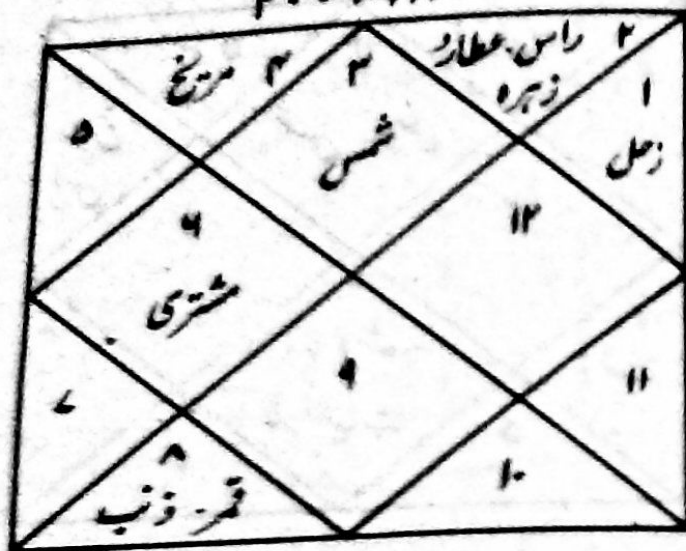 ۲ راس۔ عطارد
زہرہ
۴ مریخ
۳
شمس
۱
زحل
۵
۶
مشتری
۱۲
۹
۱۱
۷
۸
قمر۔ ذنب
۱۰